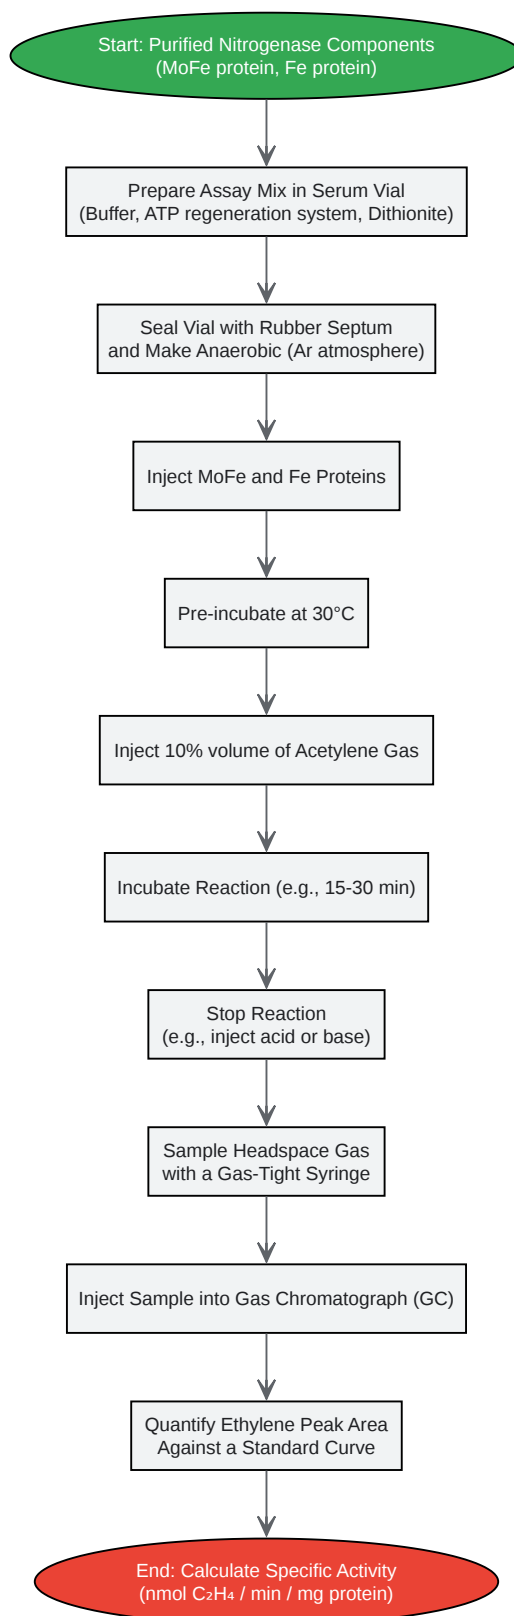 Start: Purified Nitrogenase Components
(MoFe protein, Fe protein)
Prepare Assay Mix in Serum Vial
(Buffer, ATP regeneration system, Dithionite)
Seal Vial with Rubber Septum
and Make Anaerobic (Ar atmosphere)
Inject MoFe and Fe Proteins
Pre-incubate at 30°C
Inject 10% volume of Acetylene Gas
Incubate Reaction (e.g., 15-30 min)
Stop Reaction
(e.g., inject acid or base)
Sample Headspace Gas
with a Gas-Tight Syringe
Inject Sample into Gas Chromatograph (GC)
Quantify Ethylene Peak Area
Against a Standard Curve
End: Calculate Specific Activity
(nmol C₂H₄ / min / mg protein)